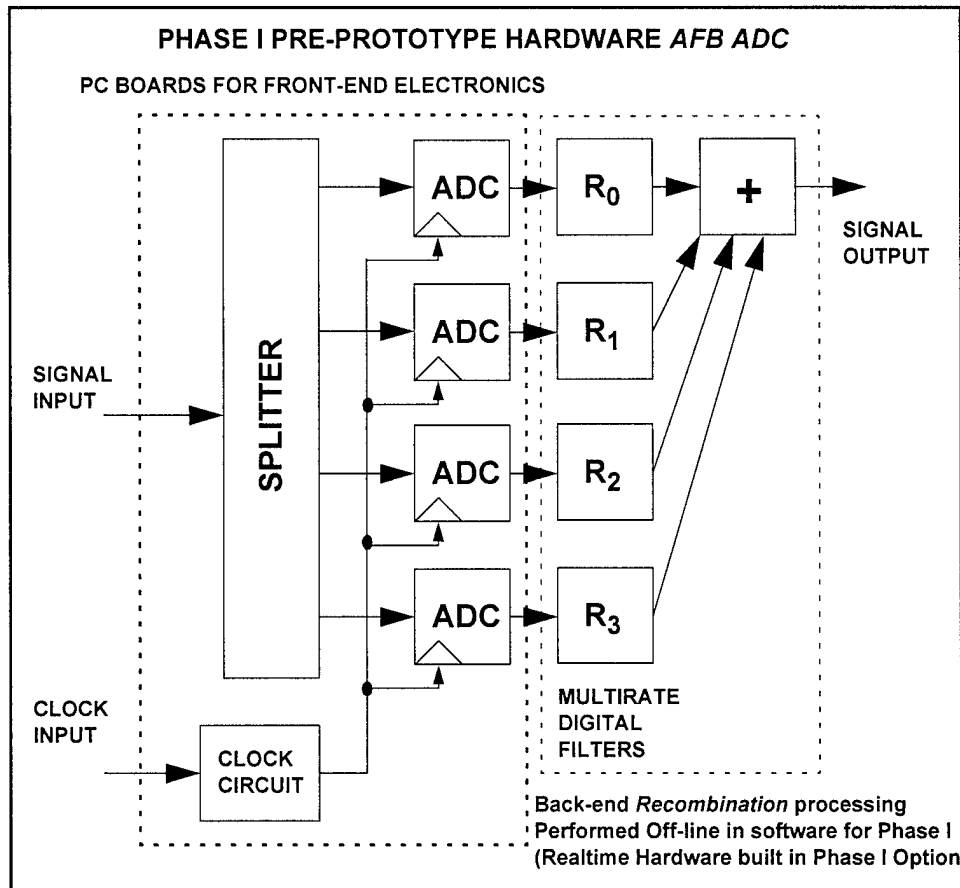 PHASE I PRE-PROTOTYPE HARDWARE AFB ADC
PC BOARDS FOR FRONT-END ELECTRONICS
SIGNAL
INPUT
CLOCK
INPUT
SPLITTER
CLOCK
CIRCUIT
ADC
ADC
ADC
ADC
R0
R1
R2
R3
+
SIGNAL
OUTPUT
MULTIRATE
DIGITAL
FILTERS
Back-end Recombination processing
Performed Off-line in software for Phase I
(Realtime Hardware built in Phase I Option